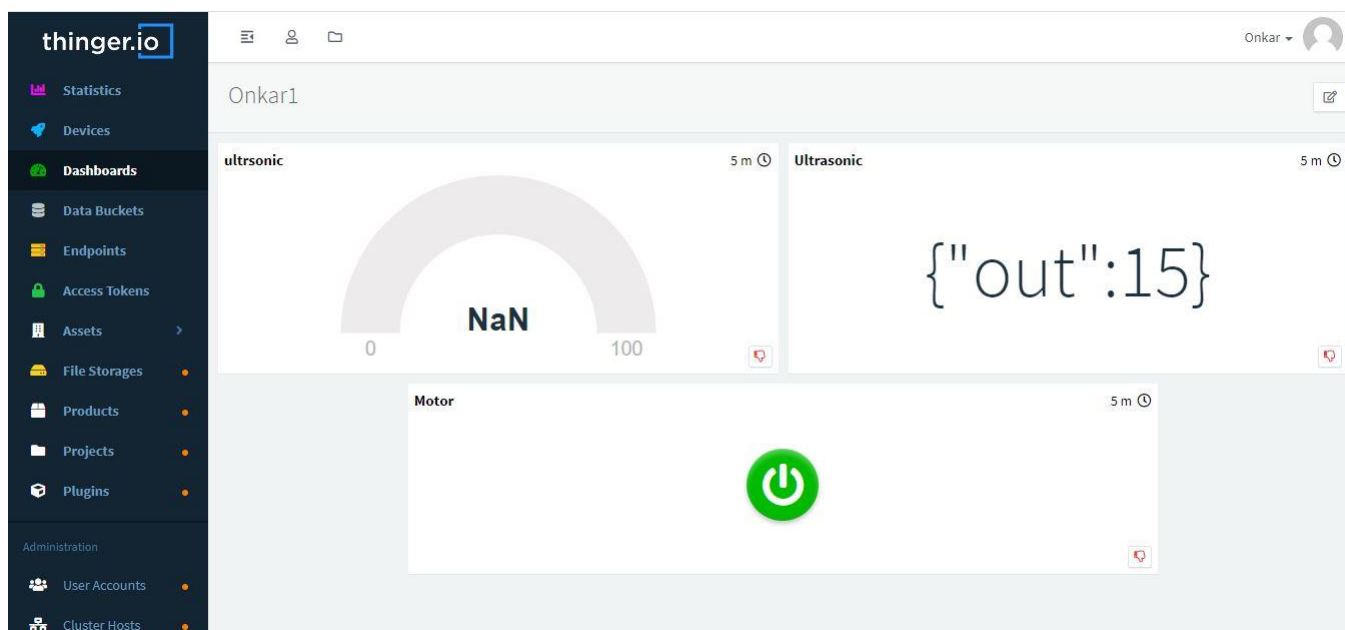 thinger.io
Onkar
Statistics
Devices
Dashboards
Data Buckets
Endpoints
Access Tokens
Assets
File Storages
Products
Projects
Plugins
Administration
User Accounts
Cluster Hosts
Onkar1
ultrsonic 5 m
NaN
0 100
Ultrasonic 5 m
{"out":15}
Motor 5 m